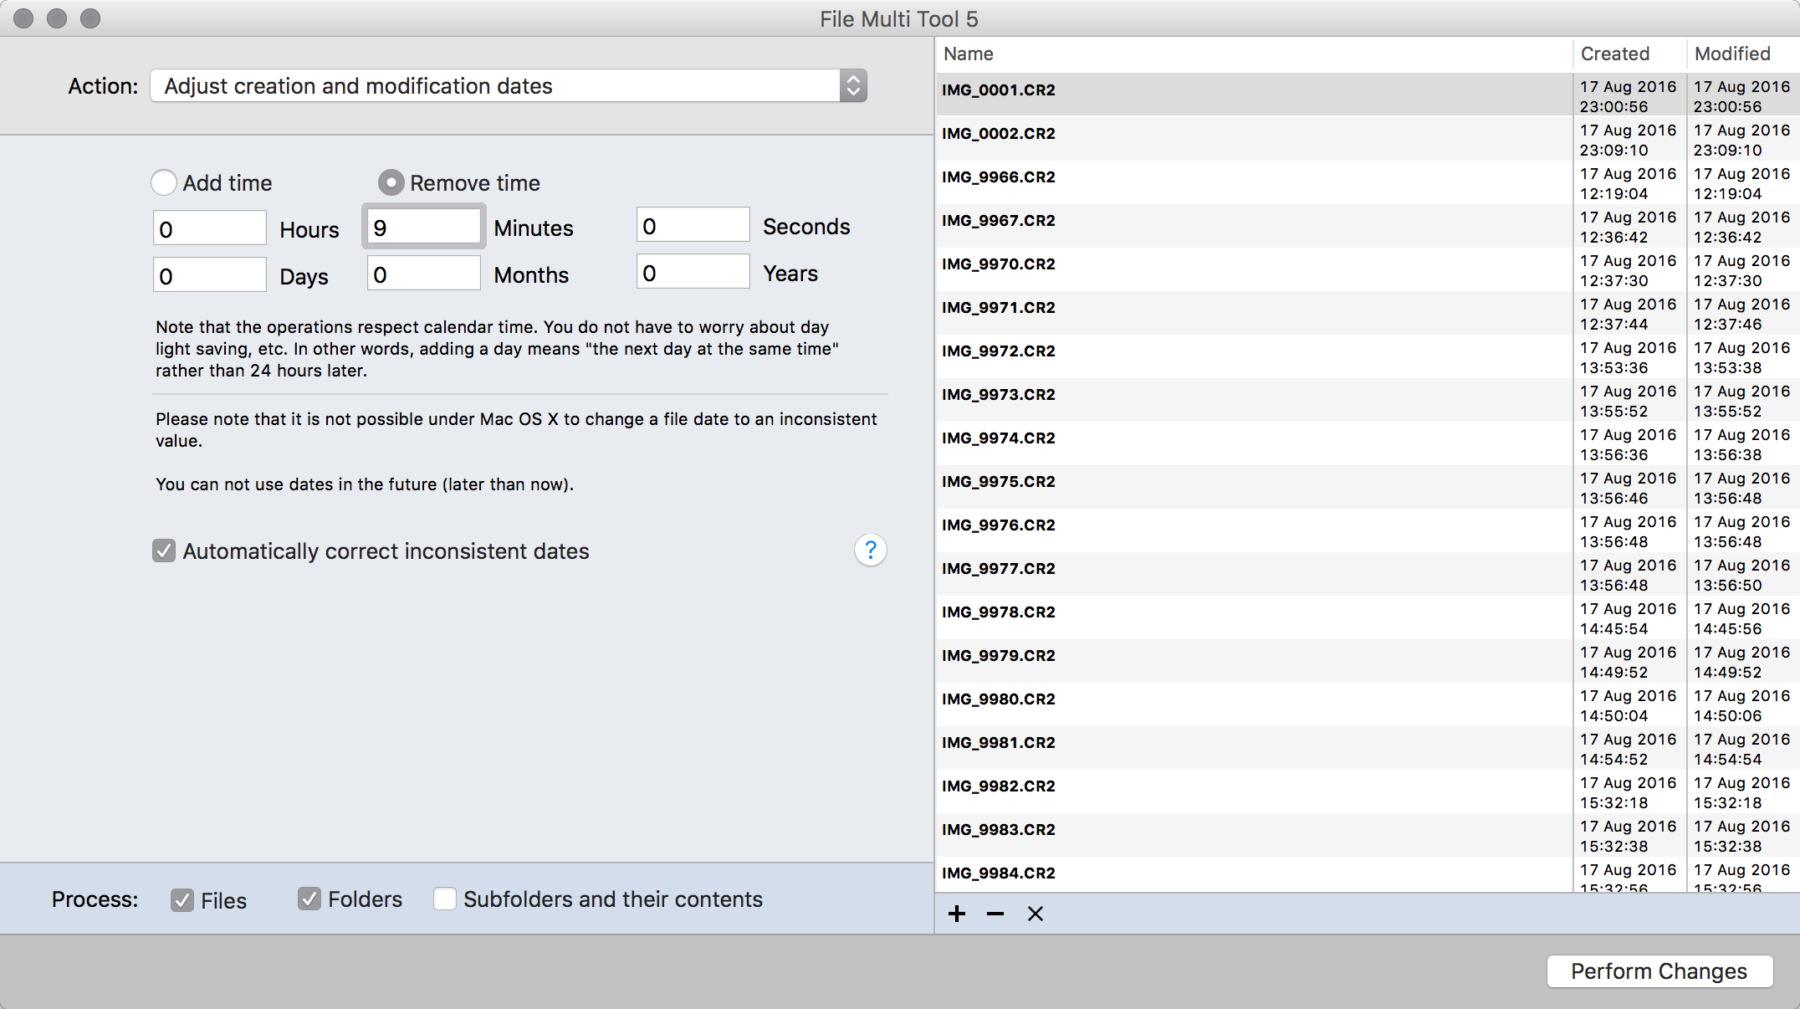 File Multi Tool 5
Action: Adjust creation and modification dates
Add time Remove time
0 Hours 9 Minutes 0 Seconds
0 Days 0 Months 0 Years
Note that the operations respect calendar time. You do not have to worry about day
light saving, etc. In other words, adding a day means "the next day at the same time"
rather than 24 hours later.
Please note that it is not possible under Mac OS X to change a file date to an inconsistent
value.
You can not use dates in the future (later than now).
Automatically correct inconsistent dates ?
Process: Files Folders Subfolders and their contents
Name Created Modified
IMG_0001.CR2 17 Aug 2016 17 Aug 2016
23:00:56 23:00:56
IMG_0002.CR2 17 Aug 2016 17 Aug 2016
23:09:10 23:09:10
IMG_9966.CR2 17 Aug 2016 17 Aug 2016
12:19:04 12:19:04
IMG_9967.CR2 17 Aug 2016 17 Aug 2016
12:36:42 12:36:42
IMG_9970.CR2 17 Aug 2016 17 Aug 2016
12:37:30 12:37:30
IMG_9971.CR2 17 Aug 2016 17 Aug 2016
12:37:44 12:37:46
IMG_9972.CR2 17 Aug 2016 17 Aug 2016
13:53:36 13:53:38
IMG_9973.CR2 17 Aug 2016 17 Aug 2016
13:55:52 13:55:52
IMG_9974.CR2 17 Aug 2016 17 Aug 2016
13:56:36 13:56:38
IMG_9975.CR2 17 Aug 2016 17 Aug 2016
13:56:46 13:56:48
IMG_9976.CR2 17 Aug 2016 17 Aug 2016
13:56:48 13:56:48
IMG_9977.CR2 17 Aug 2016 17 Aug 2016
13:56:48 13:56:50
IMG_9978.CR2 17 Aug 2016 17 Aug 2016
14:45:54 14:45:56
IMG_9979.CR2 17 Aug 2016 17 Aug 2016
14:49:52 14:49:52
IMG_9980.CR2 17 Aug 2016 17 Aug 2016
14:50:04 14:50:06
IMG_9981.CR2 17 Aug 2016 17 Aug 2016
14:54:52 14:54:54
IMG_9982.CR2 17 Aug 2016 17 Aug 2016
15:32:18 15:32:18
IMG_9983.CR2 17 Aug 2016 17 Aug 2016
15:32:38 15:32:38
IMG_9984.CR2 17 Aug 2016 17 Aug 2016
15:32:56 15:32:56
Perform Changes